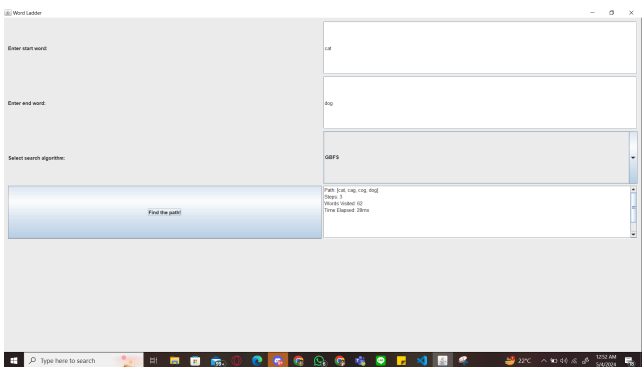 Word Ladder
Enter start word:
cat
Enter end word:
dog
Select search algorithm:
GBFS
Find the path!
Path: [cat, cag, cog, dog]
Steps: 3
Words Visited: 62
Time Elapsed: 28ms
Type here to search
99+
22°C
12:52 AM
5/4/2024